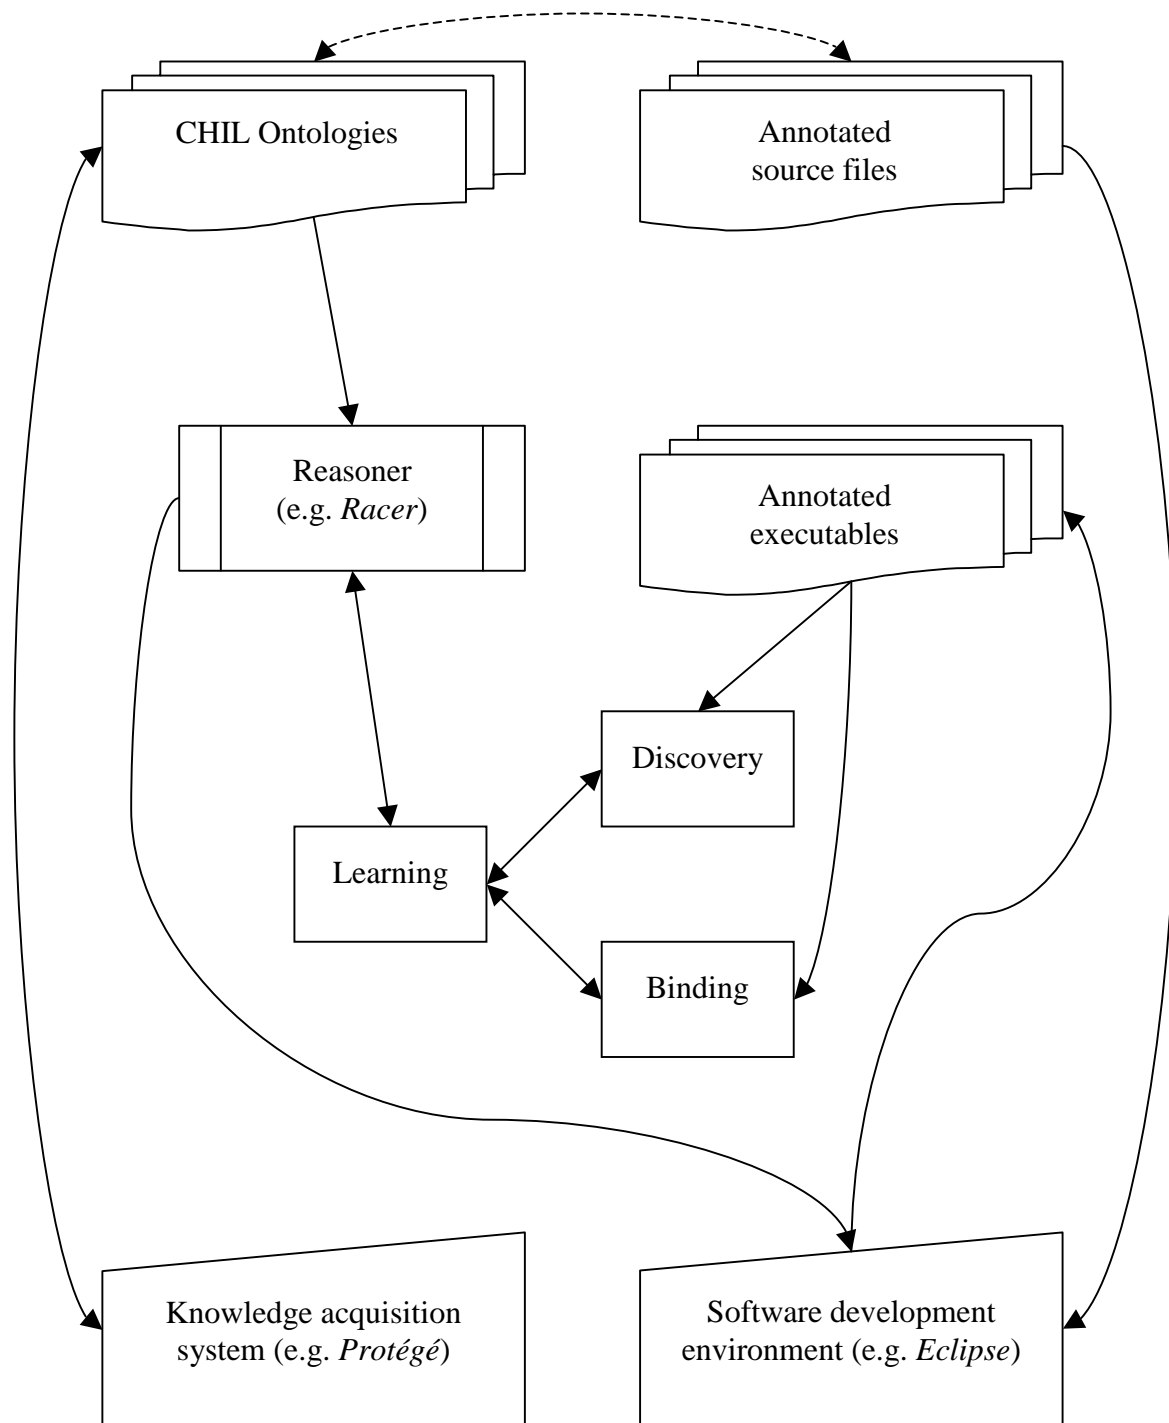 CHIL Ontologies
Annotated
source files
Reasoner
(e.g. Racer)
Annotated
executables
Discovery
Learning
Binding
Knowledge acquisition
system (e.g. Protégé)
Software development
environment (e.g. Eclipse)